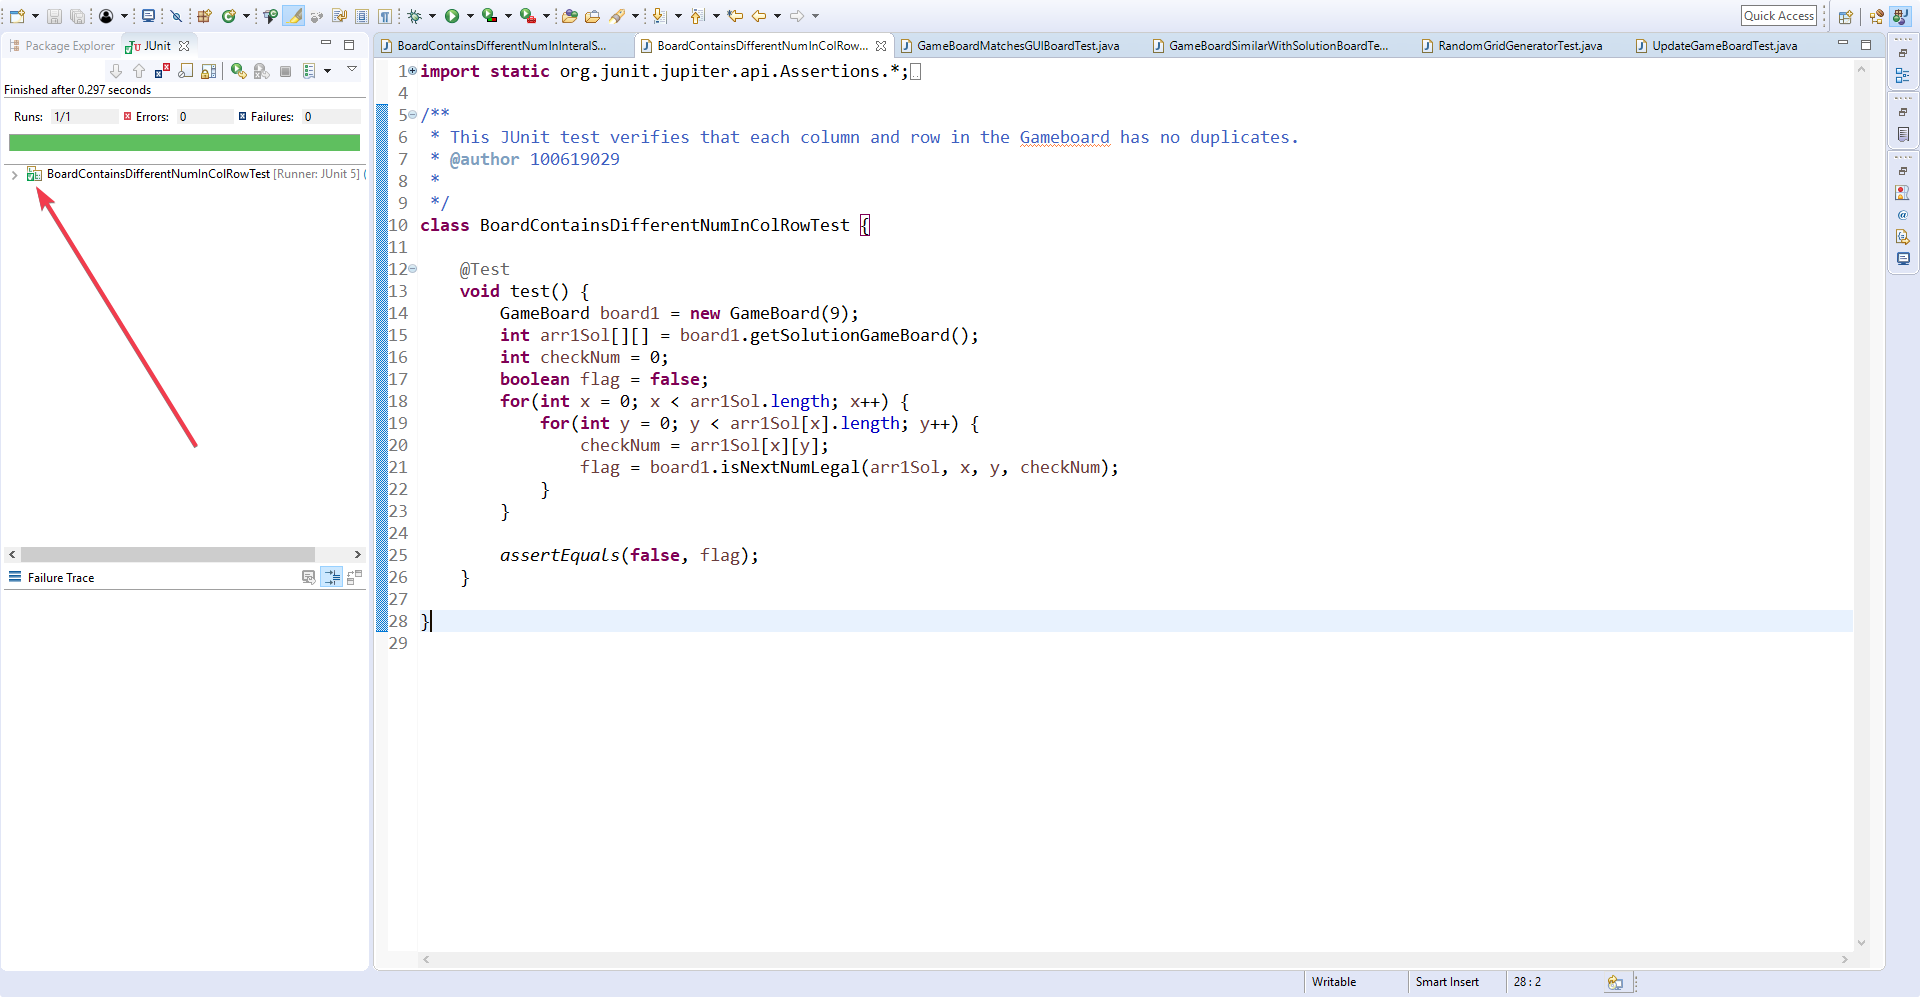 Quick Access
Package Explorer JUnit
Finished after 0.297 seconds
Runs: 1/1 Errors: 0 Failures: 0
BoardContainsDifferentNumInColRowTest [Runner: JUnit 5] (
Failure Trace
BoardContainsDifferentNumInInteralS... BoardContainsDifferentNumInColRow... GameBoardMatchesGUIBoardTest.java GameBoardSimilarWithSolutionBoardTe... RandomGridGeneratorTest.java UpdateGameBoardTest.java
1 import static org.junit.jupiter.api.Assertions.*;
4
5 /**
6 * This JUnit test verifies that each column and row in the Gameboard has no duplicates.
7 * @author 100619029
8 *
9 */
10 class BoardContainsDifferentNumInColRowTest {
11
12 @Test
13 void test() {
14 GameBoard board1 = new GameBoard(9);
15 int arr1Sol[][] = board1.getSolutionGameBoard();
16 int checkNum = 0;
17 boolean flag = false;
18 for(int x = 0; x < arr1Sol.length; x++) {
19 for(int y = 0; y < arr1Sol[x].length; y++) {
20 checkNum = arr1Sol[x][y];
21 flag = board1.isNextNumLegal(arr1Sol, x, y, checkNum);
22 }
23 }
24
25 assertEquals(false, flag);
26 }
27
28 }
29
Writable Smart Insert 28 : 2